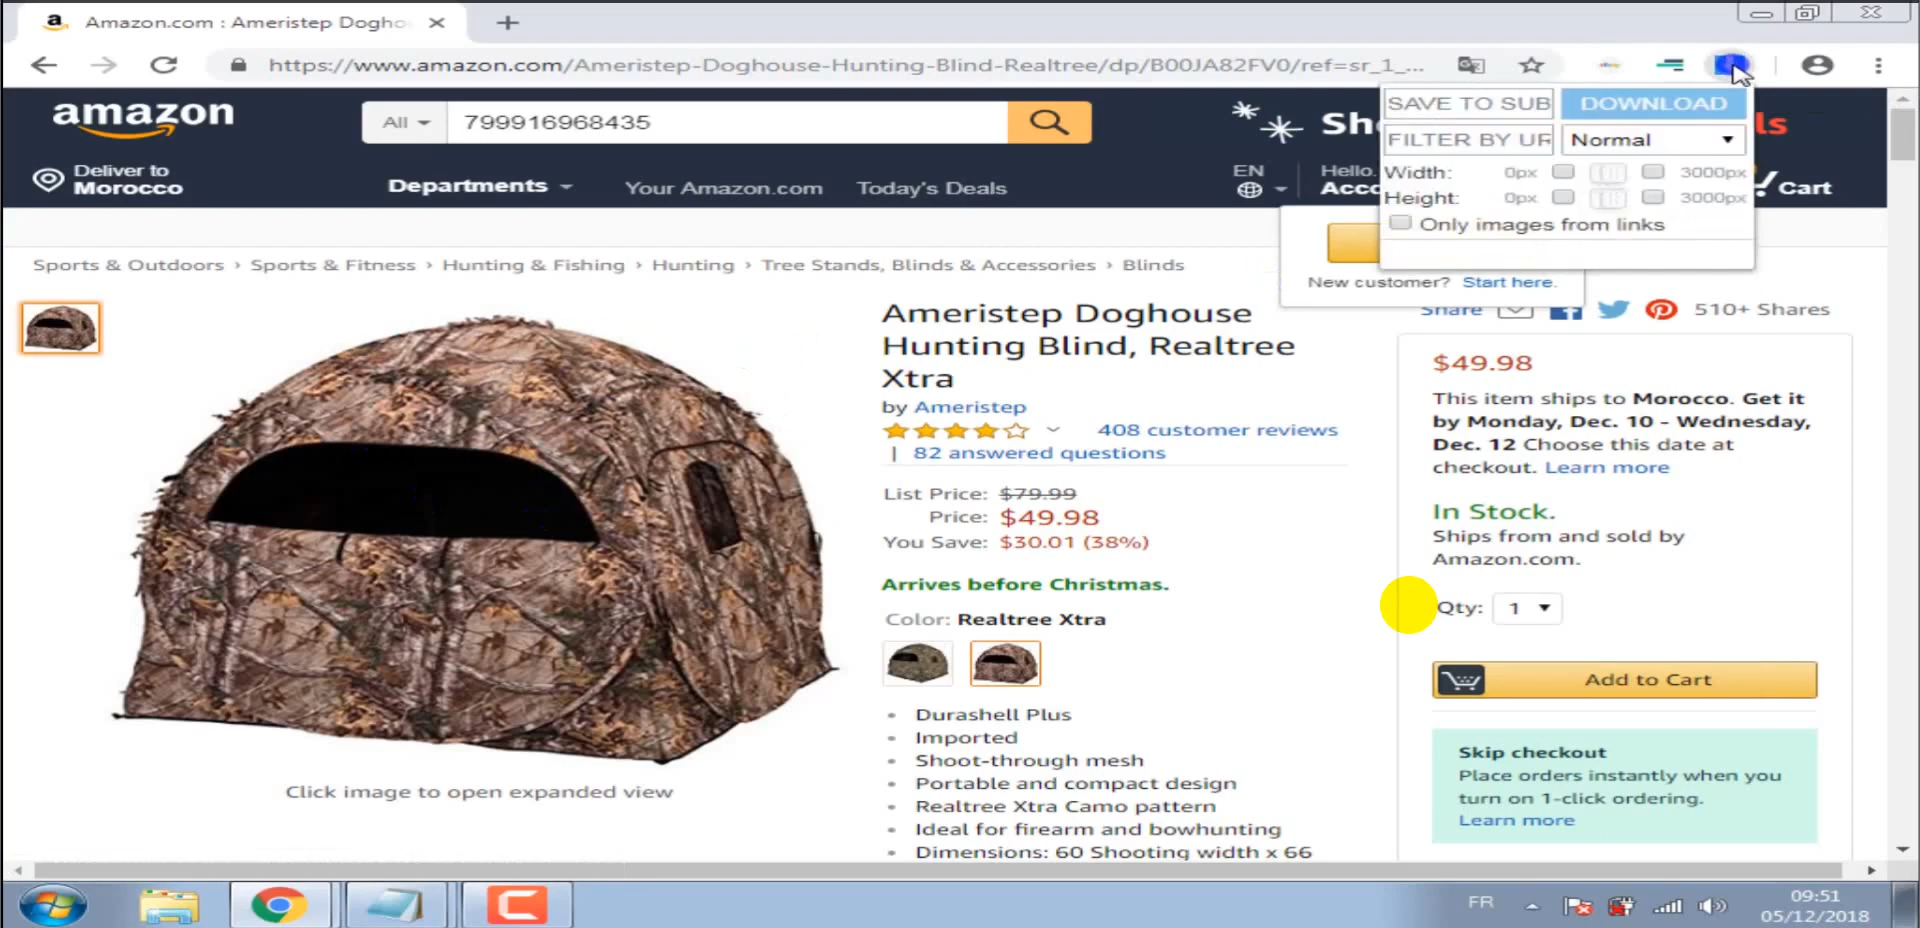 Amazon.com : Ameristep Dogho
https://www.amazon.com/Ameristep-Doghouse-Hunting-Blind-Realtree/dp/B00JA82FV0/ref=sr_1_...
SAVE TO SUB
DOWNLOAD
FILTER BY UR
Normal
Width: 0px 3000px
Height: 0px 3000px
Only images from links
amazon
All
799916968435
Deliver to
Morocco
Departments
Your Amazon.com
Today's Deals
EN
Hello.
Cart
New customer? Start here.
Sports & Outdoors › Sports & Fitness › Hunting & Fishing › Hunting › Tree Stands, Blinds & Accessories › Blinds
Click image to open expanded view
Ameristep Doghouse
Hunting Blind, Realtree
Xtra
by Ameristep
408 customer reviews
| 82 answered questions
List Price: $79.99
Price: $49.98
You Save: $30.01 (38%)
Arrives before Christmas.
Color: Realtree Xtra
• Durashell Plus
• Imported
• Shoot-through mesh
• Portable and compact design
• Realtree Xtra Camo pattern
• Ideal for firearm and bowhunting
• Dimensions: 60 Shooting width x 66
Share
510+ Shares
$49.98
This item ships to Morocco. Get it
by Monday, Dec. 10 - Wednesday,
Dec. 12 Choose this date at
checkout. Learn more
In Stock.
Ships from and sold by
Amazon.com.
Qty: 1
Add to Cart
Skip checkout
Place orders instantly when you
turn on 1-click ordering.
Learn more
FR
09:51
05/12/2018